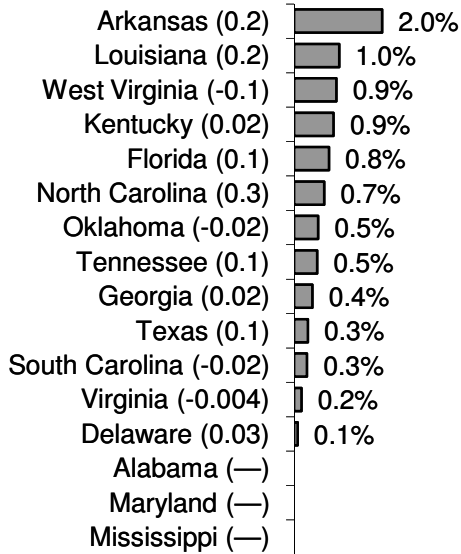 Arkansas (0.2) 2.0%
Louisiana (0.2) 1.0%
West Virginia (-0.1) 0.9%
Kentucky (0.02) 0.9%
Florida (0.1) 0.8%
North Carolina (0.3) 0.7%
Oklahoma (-0.02) 0.5%
Tennessee (0.1) 0.5%
Georgia (0.02) 0.4%
Texas (0.1) 0.3%
South Carolina (-0.02) 0.3%
Virginia (-0.004) 0.2%
Delaware (0.03) 0.1%
Alabama (—)
Maryland (—)
Mississippi (—)